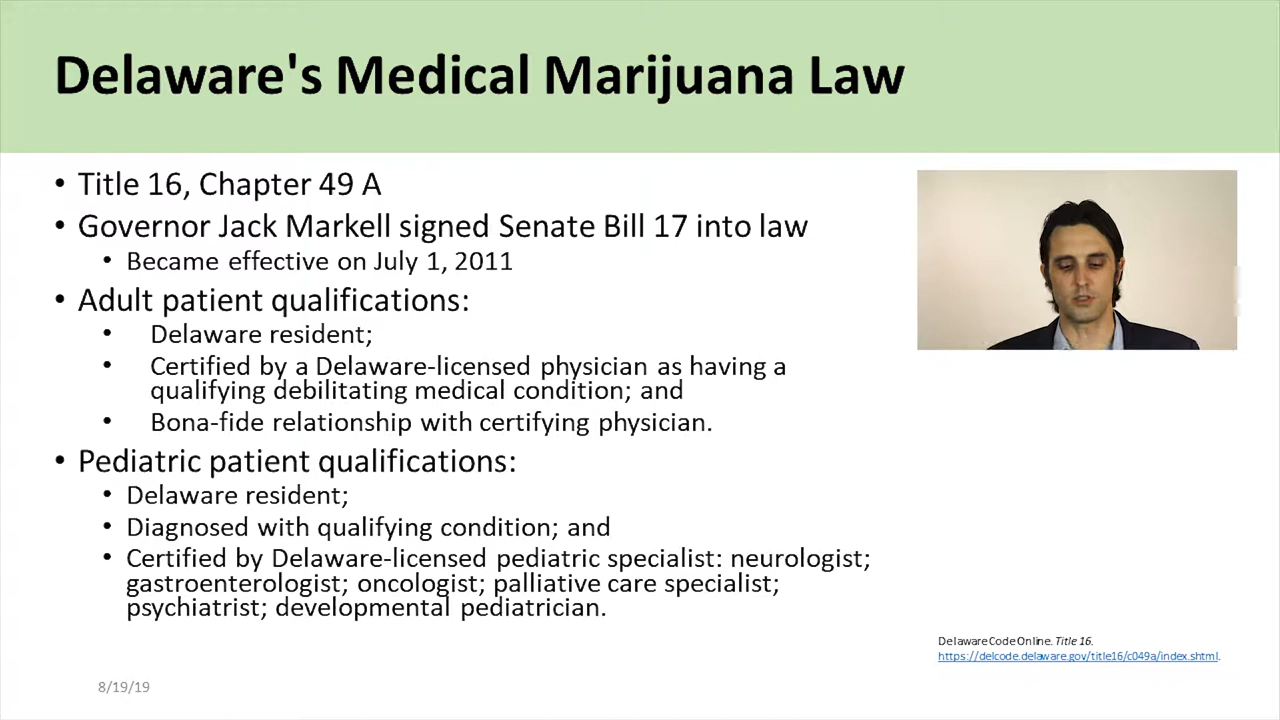 Delaware's Medical Marijuana Law
• Title 16, Chapter 49 A
• Governor Jack Markell signed Senate Bill 17 into law
• Became effective on July 1, 2011
• Adult patient qualifications:
• Delaware resident;
• Certified by a Delaware-licensed physician as having a
qualifying debilitating medical condition; and
• Bona-fide relationship with certifying physician.
• Pediatric patient qualifications:
• Delaware resident;
• Diagnosed with qualifying condition; and
• Certified by Delaware-licensed pediatric specialist: neurologist;
gastroenterologist; oncologist; palliative care specialist;
psychiatrist; developmental pediatrician.
Delaware Code Online. Title 16.
https://delcode.delaware.gov/title16/c049a/index.shtml.
8/19/19